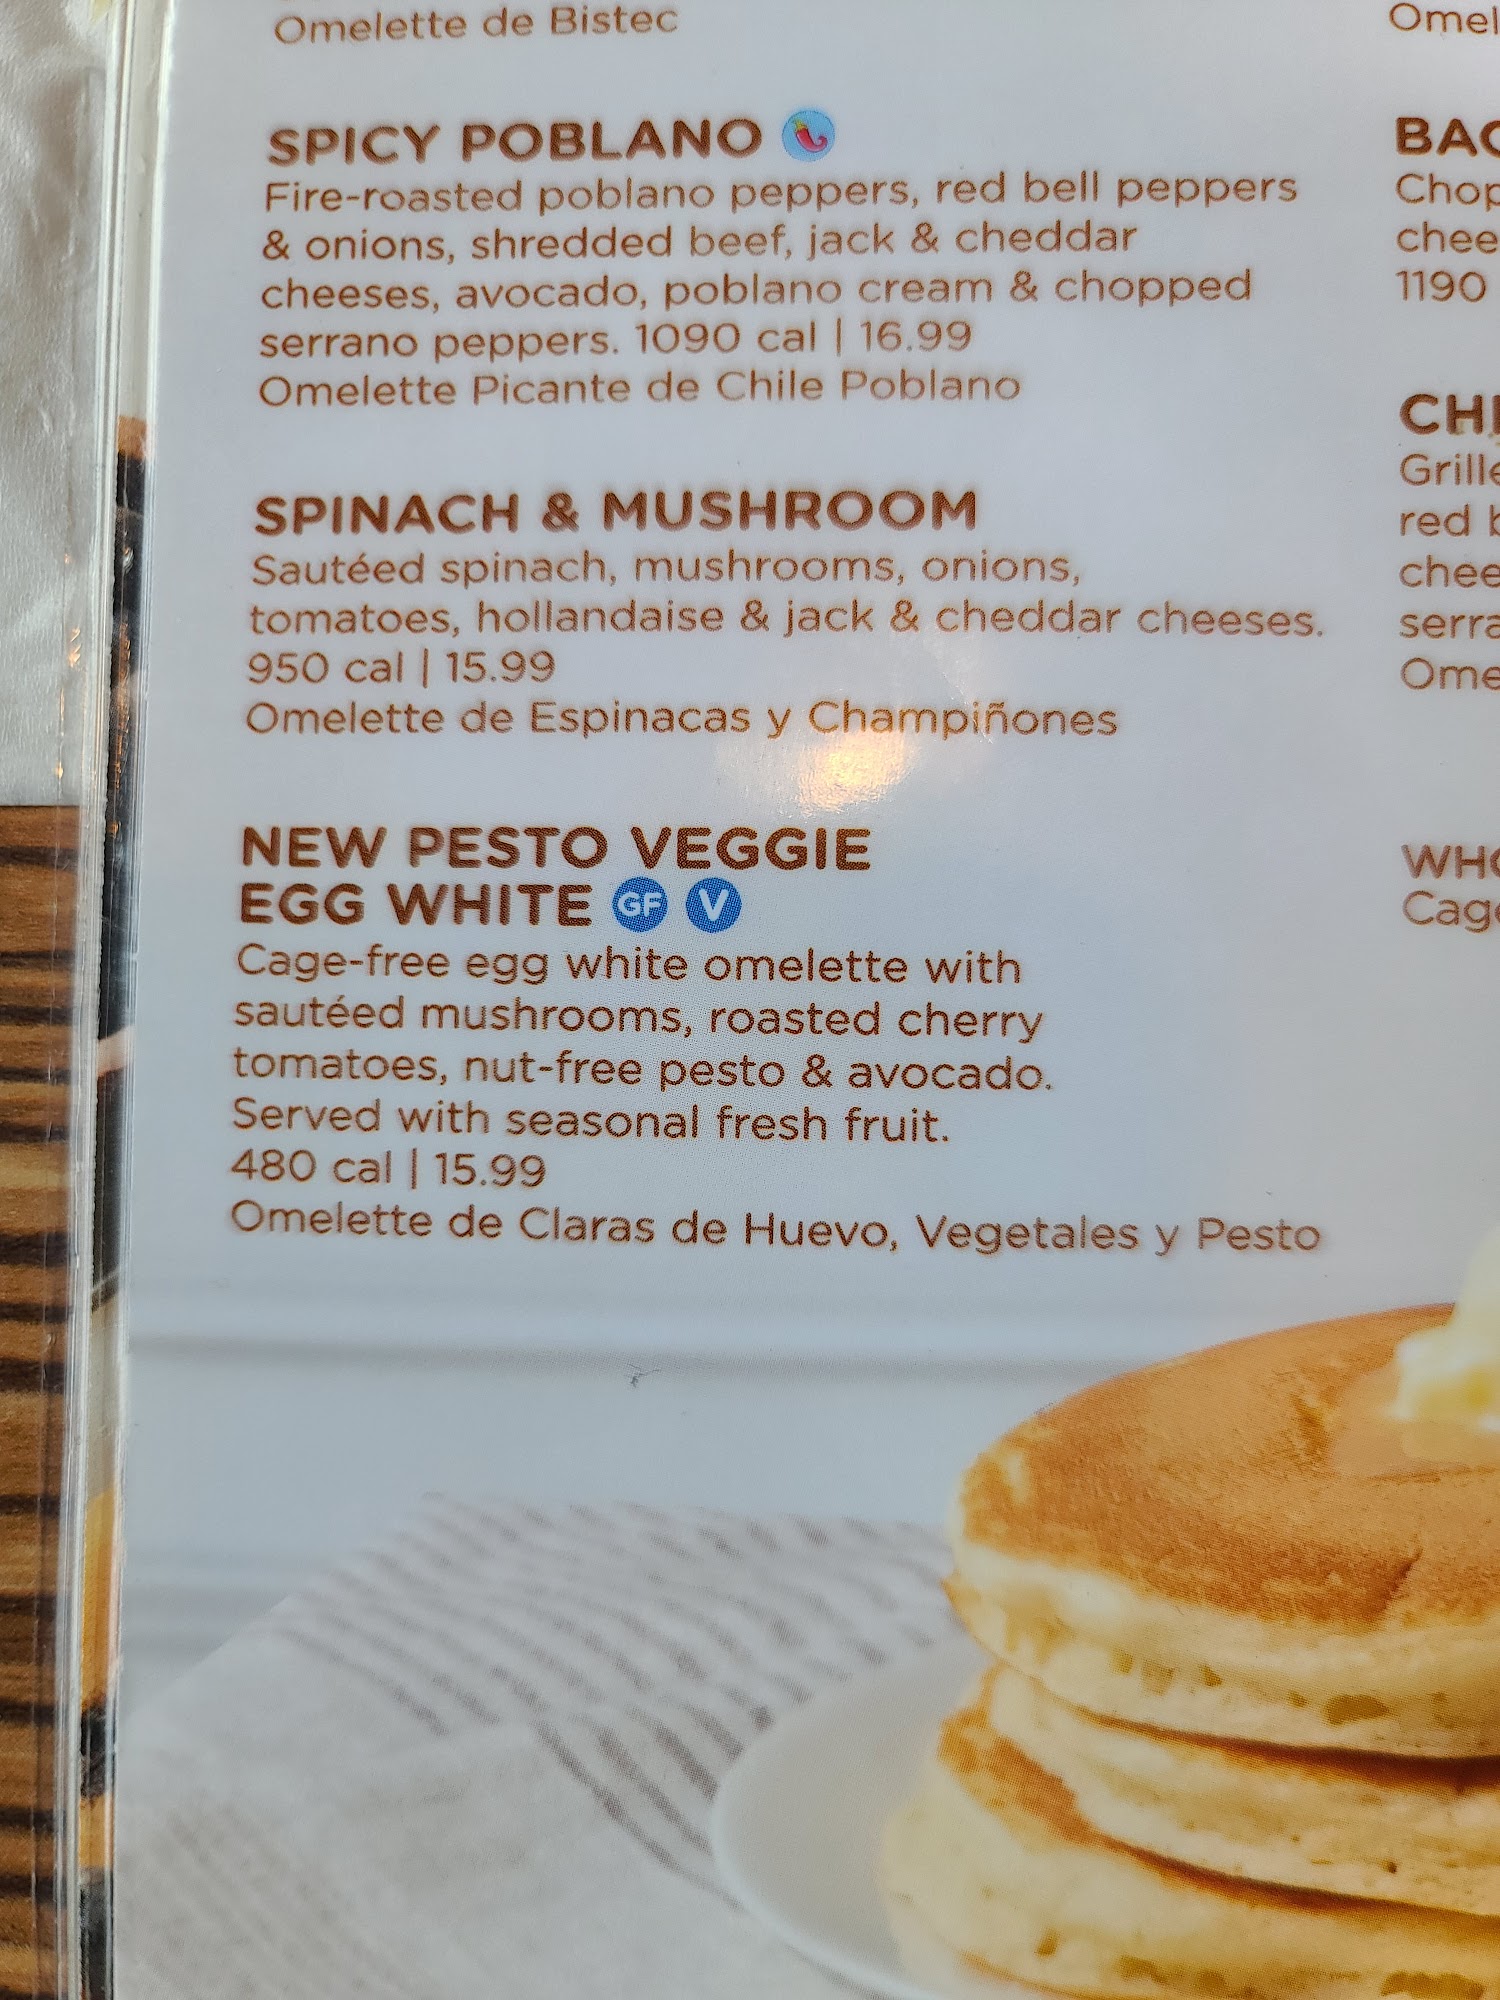 Omelette de Bistec
SPICY POBLANO
Fire-roasted poblano peppers, red bell peppers
& onions, shredded beef, jack & cheddar
cheeses, avocado, poblano cream & chopped
serrano peppers. 1090 cal | 16.99
Omelette Picante de Chile Poblano
SPINACH & MUSHROOM
Sautéed spinach, mushrooms, onions,
tomatoes, hollandaise & jack & cheddar cheeses.
950 cal | 15.99
Omelette de Espinacas y Champiñones
NEW PESTO VEGGIE
EGG WHITE GF V
Cage-free egg white omelette with
sautéed mushrooms, roasted cherry
tomatoes, nut-free pesto & avocado.
Served with seasonal fresh fruit.
480 cal | 15.99
Omelette de Claras de Huevo, Vegetales y Pesto
1190
red